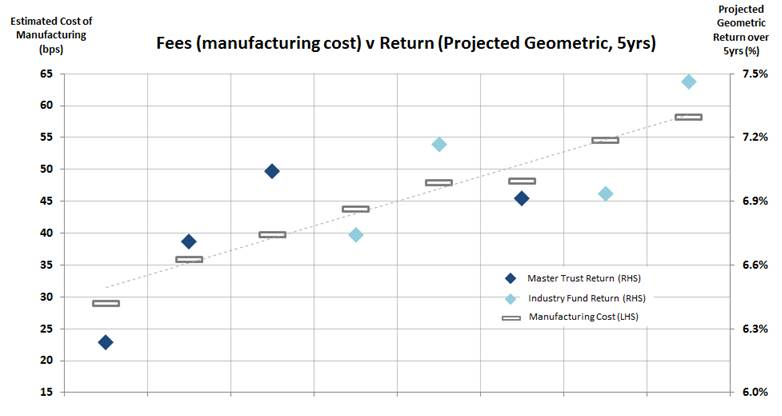 Estimated Cost of
Manufacturing
(bps)
Fees (manufacturing cost) v Return (Projected Geometric, 5yrs)
Projected
Geometric
Return over
5yrs (%)
65
60
55
50
45
40
35
30
25
20
15
7.5%
7.2%
6.9%
6.6%
6.3%
6.0%
Master Trust Return (RHS)
Industry Fund Return (RHS)
Manufacturing Cost (LHS)